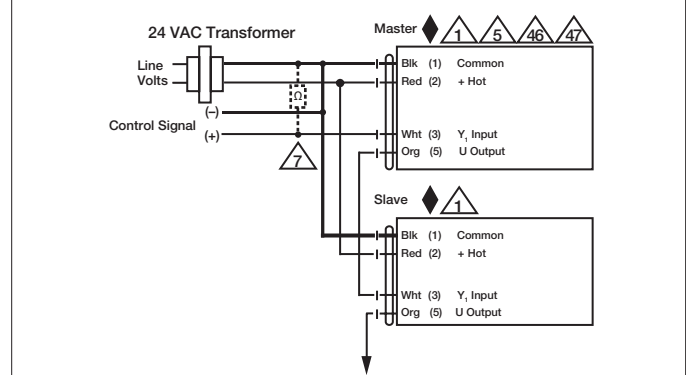 24 VAC Transformer
Line
Volts
(–)
Control Signal (+)
Ω
7
Master 1 5 46 47
Blk (1) Common
Red (2) + Hot
Wht (3) Y1 Input
Org (5) U Output
Slave 1
Blk (1) Common
Red (2) + Hot
Wht (3) Y1 Input
Org (5) U Output